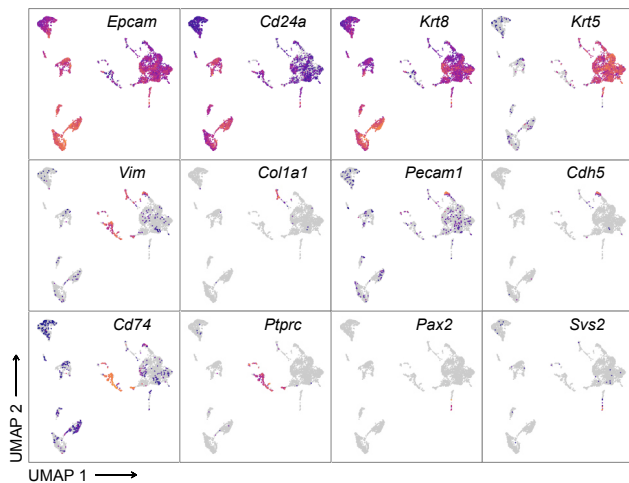 Epcam
Cd24a
Krt8
Krt5
Vim
Col1a1
Pecam1
Cdh5
Cd74
Ptprc
Pax2
Svs2
UMAP 2
UMAP 1